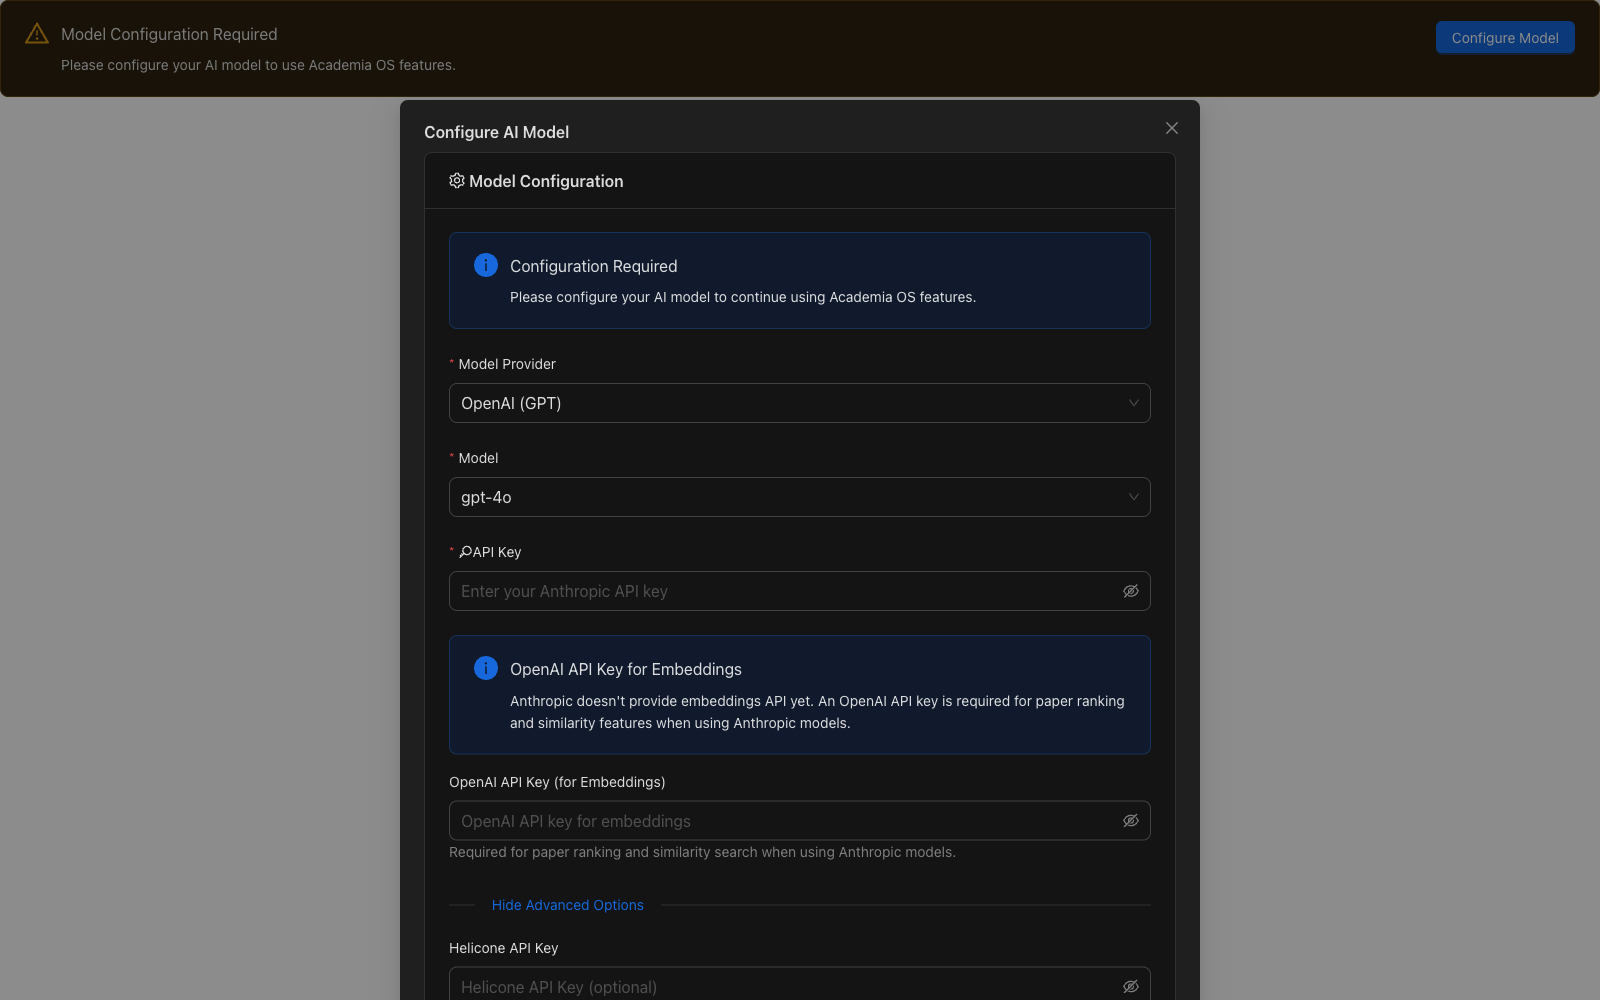 Model Configuration Required
Configure Model
Please configure your AI model to use Academia OS features.
Configure AI Model
Model Configuration
Configuration Required
Please configure your AI model to continue using Academia OS features.
* Model Provider
OpenAI (GPT)
* Model
gpt-4o
* API Key
Enter your Anthropic API key
OpenAI API Key for Embeddings
Anthropic doesn't provide embeddings API yet. An OpenAI API key is required for paper ranking
and similarity features when using Anthropic models.
OpenAI API Key (for Embeddings)
OpenAI API key for embeddings
Required for paper ranking and similarity search when using Anthropic models.
Hide Advanced Options
Helicone API Key
Helicone API Key (optional)